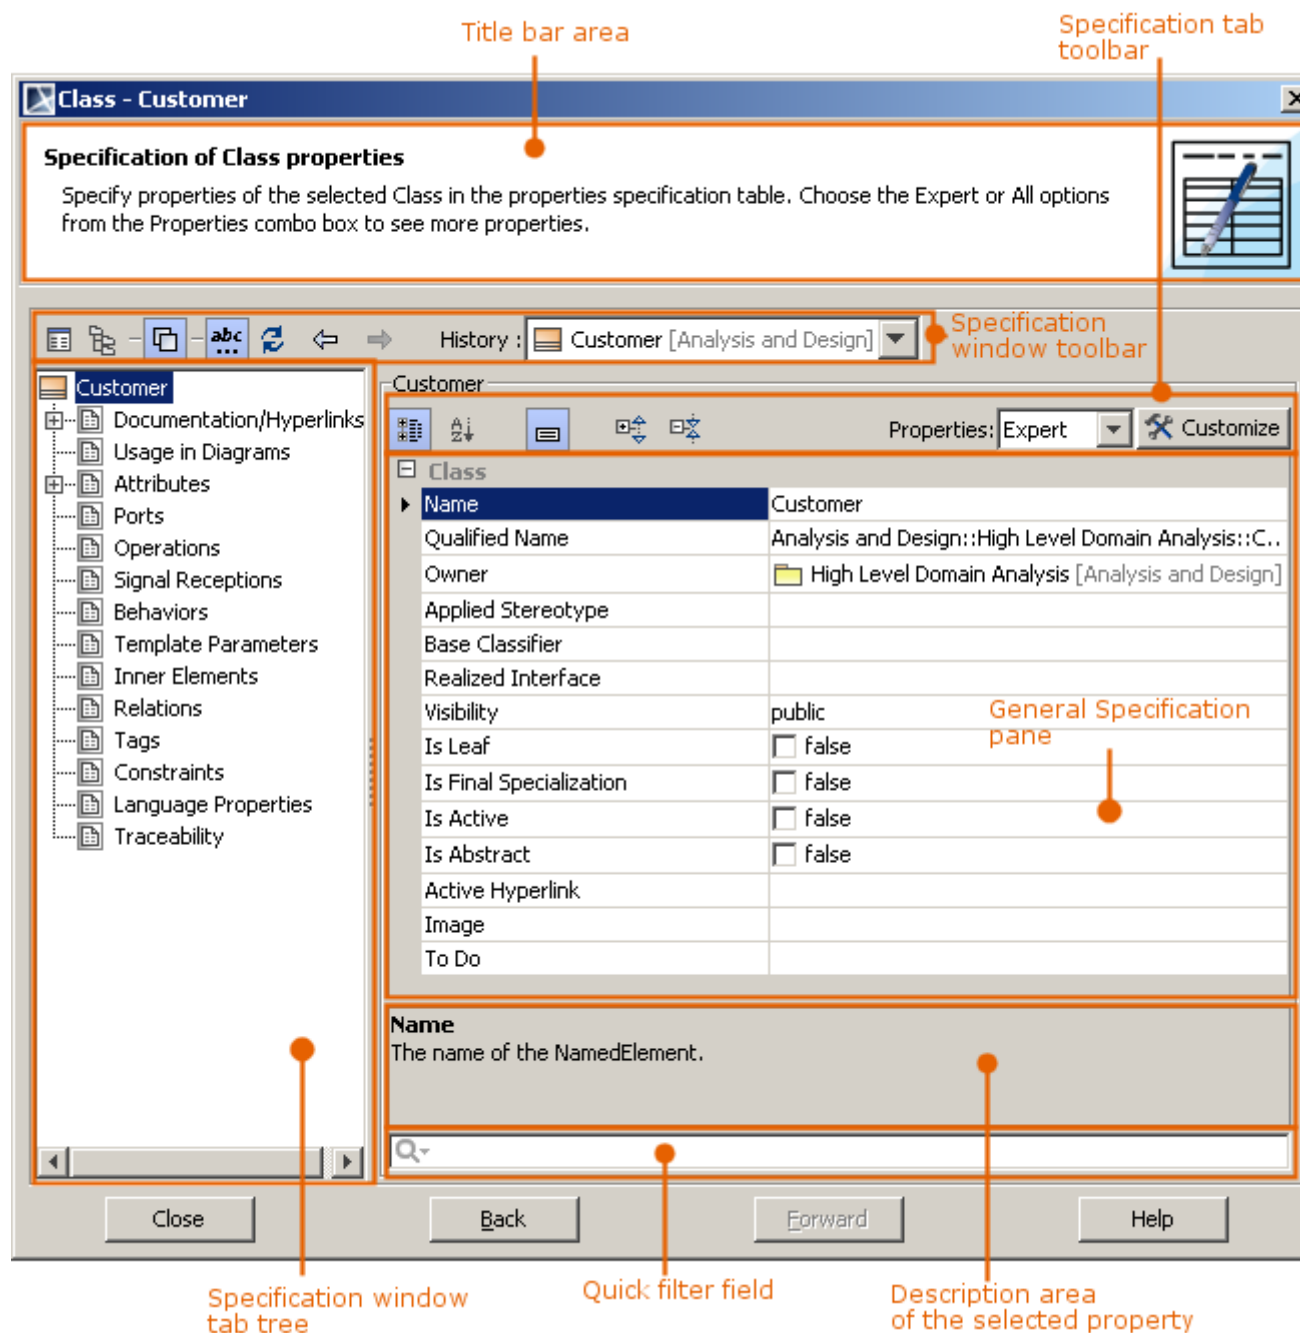 Title bar area
Specification tab
toolbar
Class - Customer
Specification of Class properties
Specify properties of the selected Class in the properties specification table. Choose the Expert or All options
from the Properties combo box to see more properties.
abc
History : Customer [Analysis and Design]
Specification
window toolbar
Customer
Documentation/Hyperlinks
Usage in Diagrams
Attributes
Ports
Operations
Signal Receptions
Behaviors
Template Parameters
Inner Elements
Relations
Tags
Constraints
Language Properties
Traceability
Customer
A
Z
Properties: Expert
Customize
Class
Name Customer
Qualified Name Analysis and Design::High Level Domain Analysis::C..
Owner High Level Domain Analysis [Analysis and Design]
Applied Stereotype
Base Classifier
Realized Interface
Visibility public
Is Leaf false
Is Final Specialization false
Is Active false
Is Abstract false
Active Hyperlink
Image
To Do
General Specification
pane
Name
The name of the NamedElement.
Close
Back
Forward
Help
Specification window
tab tree
Quick filter field
Description area
of the selected property